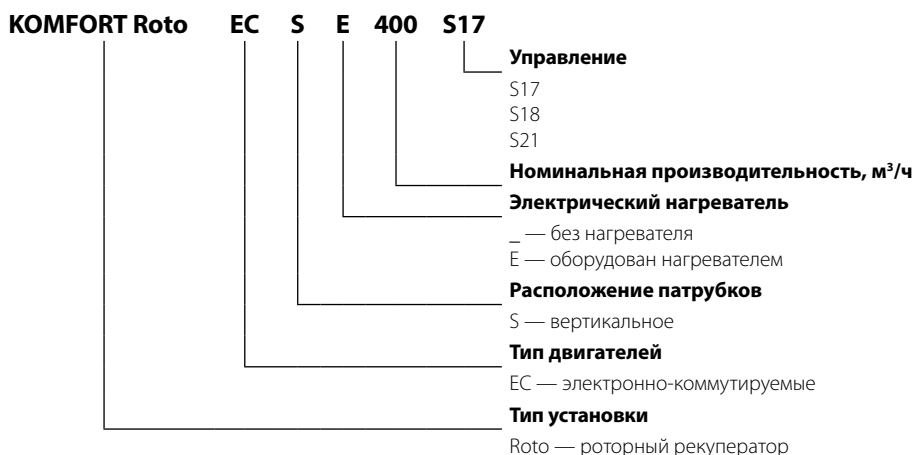 KOMFORT Roto EC S E 400 S17
Управление
S17
S18
S21
Номинальная производительность, м³/ч
Электрический нагреватель
_ — без нагревателя
E — оборудован нагревателем
Расположение патрубков
S — вертикальное
Тип двигателей
EC — электронно-коммутируемые
Тип установки
Roto — роторный рекуператор